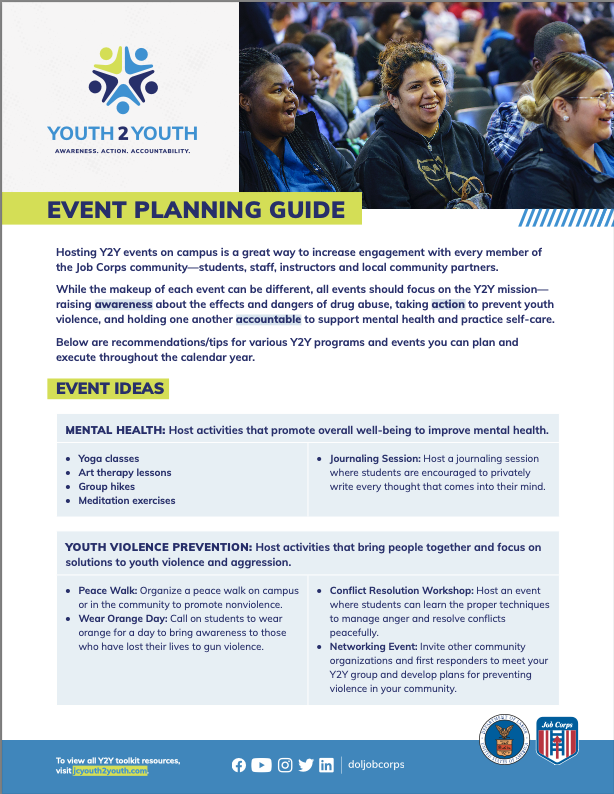 YOUTH 2 YOUTH
AWARENESS. ACTION. ACCOUNTABILITY.
EVENT PLANNING GUIDE
Hosting Y2Y events on campus is a great way to increase engagement with every member of
the Job Corps community—students, staff, instructors and local community partners.
While the makeup of each event can be different, all events should focus on the Y2Y mission—
raising awareness about the effects and dangers of drug abuse, taking action to prevent youth
violence, and holding one another accountable to support mental health and practice self-care.
Below are recommendations/tips for various Y2Y programs and events you can plan and
execute throughout the calendar year.
EVENT IDEAS
MENTAL HEALTH: Host activities that promote overall well-being to improve mental health.
• Yoga classes
• Art therapy lessons
• Group hikes
• Meditation exercises
• Journaling Session: Host a journaling session
where students are encouraged to privately
write every thought that comes into their mind.
YOUTH VIOLENCE PREVENTION: Host activities that bring people together and focus on
solutions to youth violence and aggression.
• Peace Walk: Organize a peace walk on campus
or in the community to promote nonviolence.
• Wear Orange Day: Call on students to wear
orange for a day to bring awareness to those
who have lost their lives to gun violence.
• Conflict Resolution Workshop: Host an event
where students can learn the proper techniques
to manage anger and resolve conflicts
peacefully.
• Networking Event: Invite other community
organizations and first responders to meet your
Y2Y group and develop plans for preventing
violence in your community.
To view all Y2Y toolkit resources,
visit jcyouth2youth.com.
doljobcorps
Job Corps